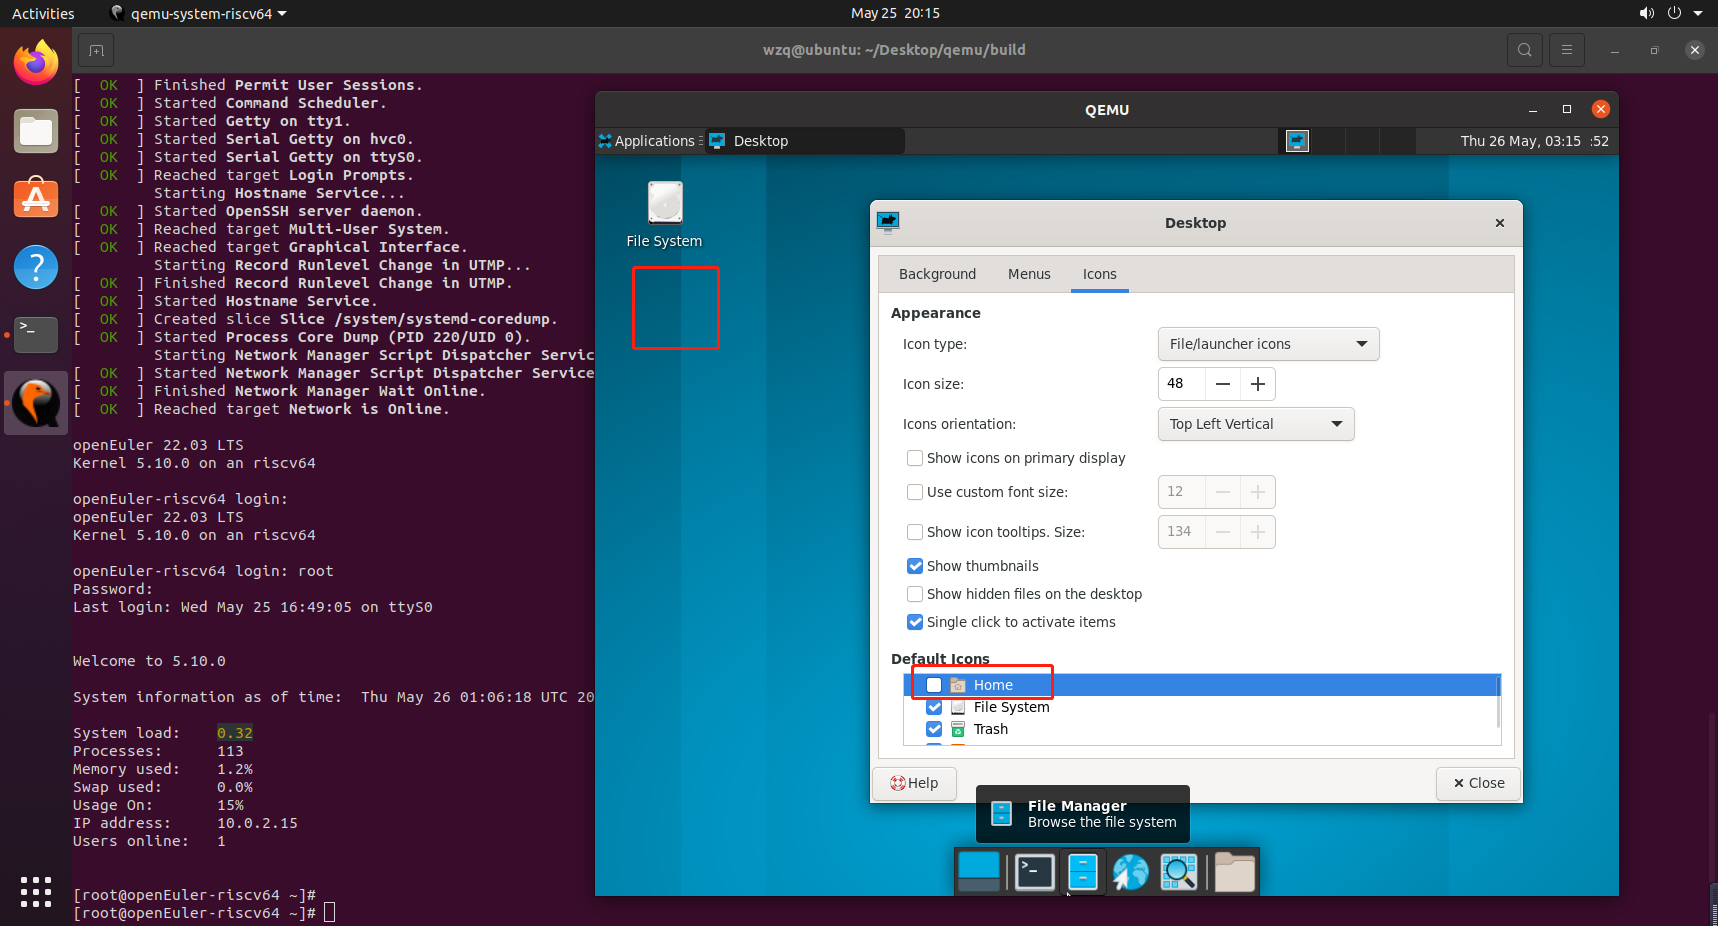 Activities
qemu-system-riscv64
May 25 20:15
wzq@ubuntu: ~/Desktop/qemu/build
[  OK  ] Finished Permit User Sessions.
[  OK  ] Started Command Scheduler.
[  OK  ] Started Getty on tty1.
[  OK  ] Started Serial Getty on hvc0.
[  OK  ] Started Serial Getty on ttyS0.
[  OK  ] Reached target Login Prompts.
Starting Hostname Service...
[  OK  ] Started OpenSSH server daemon.
[  OK  ] Reached target Multi-User System.
[  OK  ] Reached target Graphical Interface.
Starting Record Runlevel Change in UTMP...
[  OK  ] Finished Record Runlevel Change in UTMP.
[  OK  ] Started Hostname Service.
[  OK  ] Created slice Slice /system/systemd-coredump.
[  OK  ] Started Process Core Dump (PID 220/UID 0).
Starting Network Manager Script Dispatcher Servic
[  OK  ] Started Network Manager Script Dispatcher Service
[  OK  ] Finished Network Manager Wait Online.
[  OK  ] Reached target Network is Online.
openEuler 22.03 LTS
Kernel 5.10.0 on an riscv64
openEuler-riscv64 login:
openEuler 22.03 LTS
Kernel 5.10.0 on an riscv64
openEuler-riscv64 login: root
Password:
Last login: Wed May 25 16:49:05 on ttyS0
Welcome to 5.10.0
System information as of time:  Thu May 26 01:06:18 UTC 20
System load:    0.32
Processes:      113
Memory used:    1.2%
Swap used:      0.0%
Usage On:       15%
IP address:     10.0.2.15
Users online:   1
[root@openEuler-riscv64 ~]#
[root@openEuler-riscv64 ~]#
QEMU
Applications
Desktop
Thu 26 May, 03:15 :52
File System
Desktop
Background
Menus
Icons
Appearance
Icon type:
File/launcher icons
Icon size:
48
Icons orientation:
Top Left Vertical
Show icons on primary display
Use custom font size:
12
Show icon tooltips. Size:
134
Show thumbnails
Show hidden files on the desktop
Single click to activate items
Default Icons
Home
File System
Trash
Help
Close
File Manager
Browse the file system